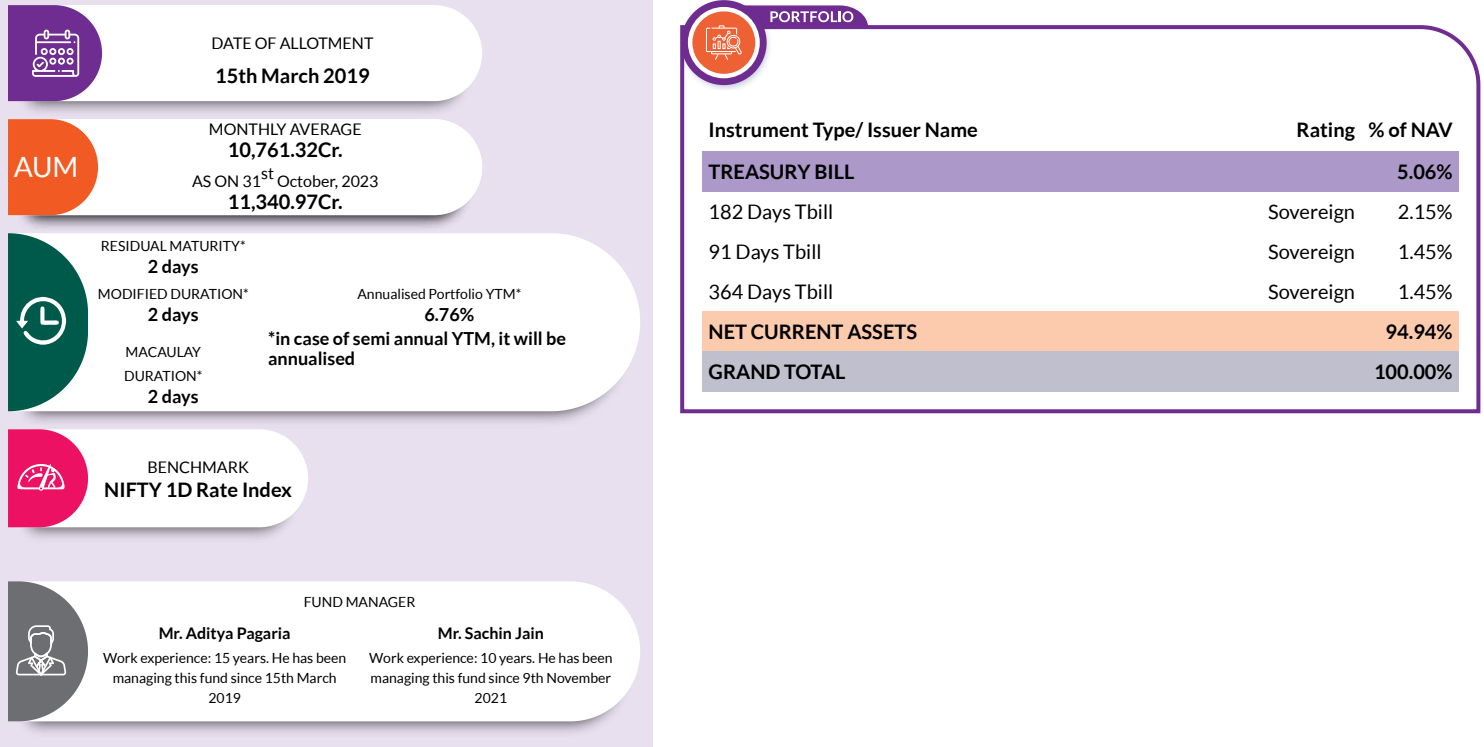 DATE OF ALLOTMENT
15th March 2019
AUM
MONTHLY AVERAGE
10,761.32Cr.
AS ON 31st October, 2023
11,340.97Cr.
RESIDUAL MATURITY*
2 days
MODIFIED DURATION*
2 days
MACAULAY
DURATION*
2 days
Annualised Portfolio YTM*
6.76%
*in case of semi annual YTM, it will be
annualised
BENCHMARK
NIFTY 1D Rate Index
FUND MANAGER
Mr. Aditya Pagaria
Work experience: 15 years. He has been
managing this fund since 15th March
2019
Mr. Sachin Jain
Work experience: 10 years. He has been
managing this fund since 9th November
2021
PORTFOLIO
Instrument Type/ Issuer Name Rating % of NAV
TREASURY BILL 5.06%
182 Days Tbill Sovereign 2.15%
91 Days Tbill Sovereign 1.45%
364 Days Tbill Sovereign 1.45%
NET CURRENT ASSETS 94.94%
GRAND TOTAL 100.00%